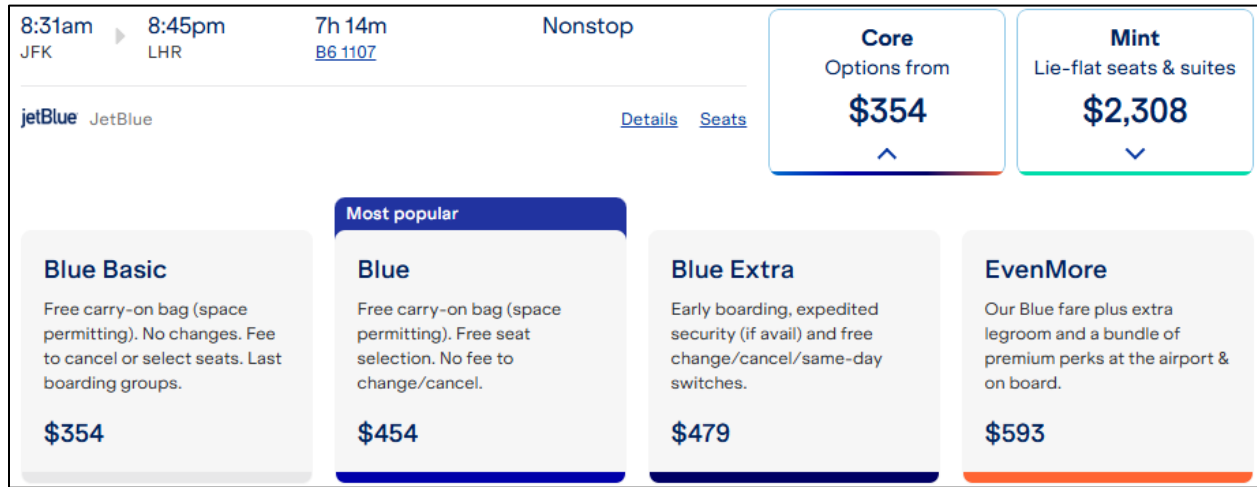 8:31am 8:45pm 7h 14m Nonstop
JFK LHR B6 1107
jetBlue JetBlue Details Seats
Core
Options from
$354
Mint
Lie-flat seats & suites
$2,308
Blue Basic
Free carry-on bag (space
permitting). No changes. Fee
to cancel or select seats. Last
boarding groups.
$354
Most popular
Blue
Free carry-on bag (space
permitting). Free seat
selection. No fee to
change/cancel.
$454
Blue Extra
Early boarding, expedited
security (if avail) and free
change/cancel/same-day
switches.
$479
EvenMore
Our Blue fare plus extra
legroom and a bundle of
premium perks at the airport &
on board.
$593